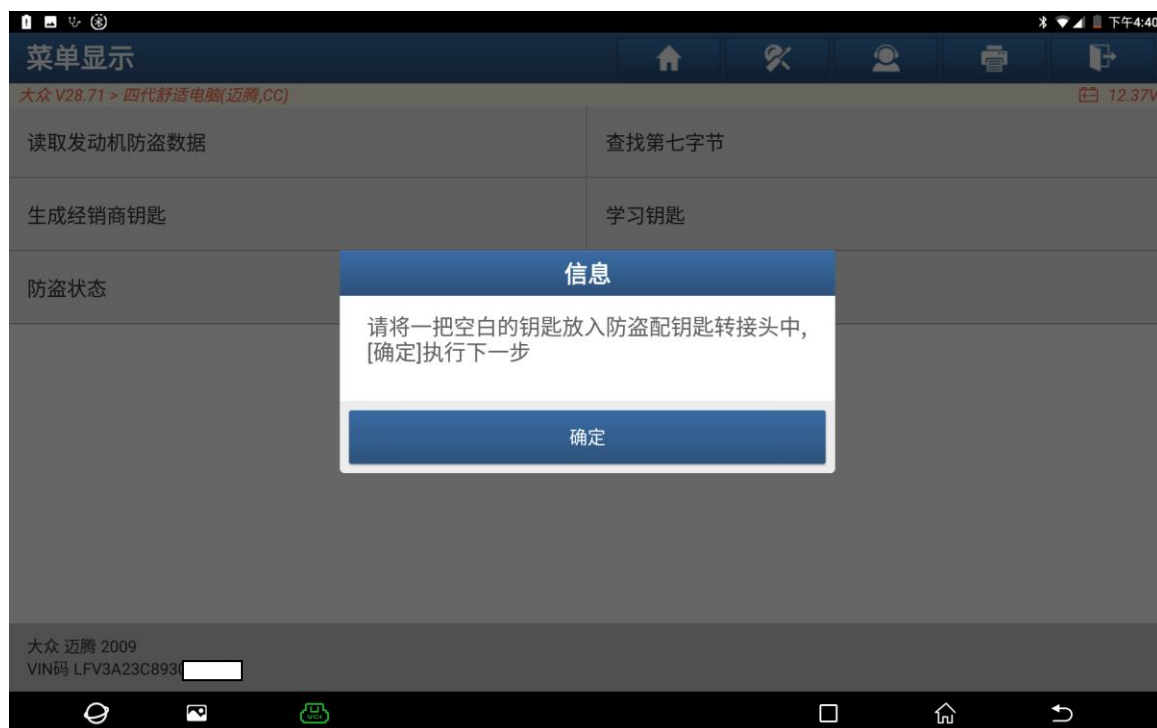 下午4:40
菜单显示
大众 V28.71 > 四代舒适电脑(迈腾,CC)
12.37V
读取发动机防盗数据
查找第七字节
生成经销商钥匙
学习钥匙
防盗状态
信息
请将一把空白的钥匙放入防盗配钥匙转接头中,
[确定]执行下一步
确定
大众 迈腾 2009
VIN码 LFV3A23C893
VCI